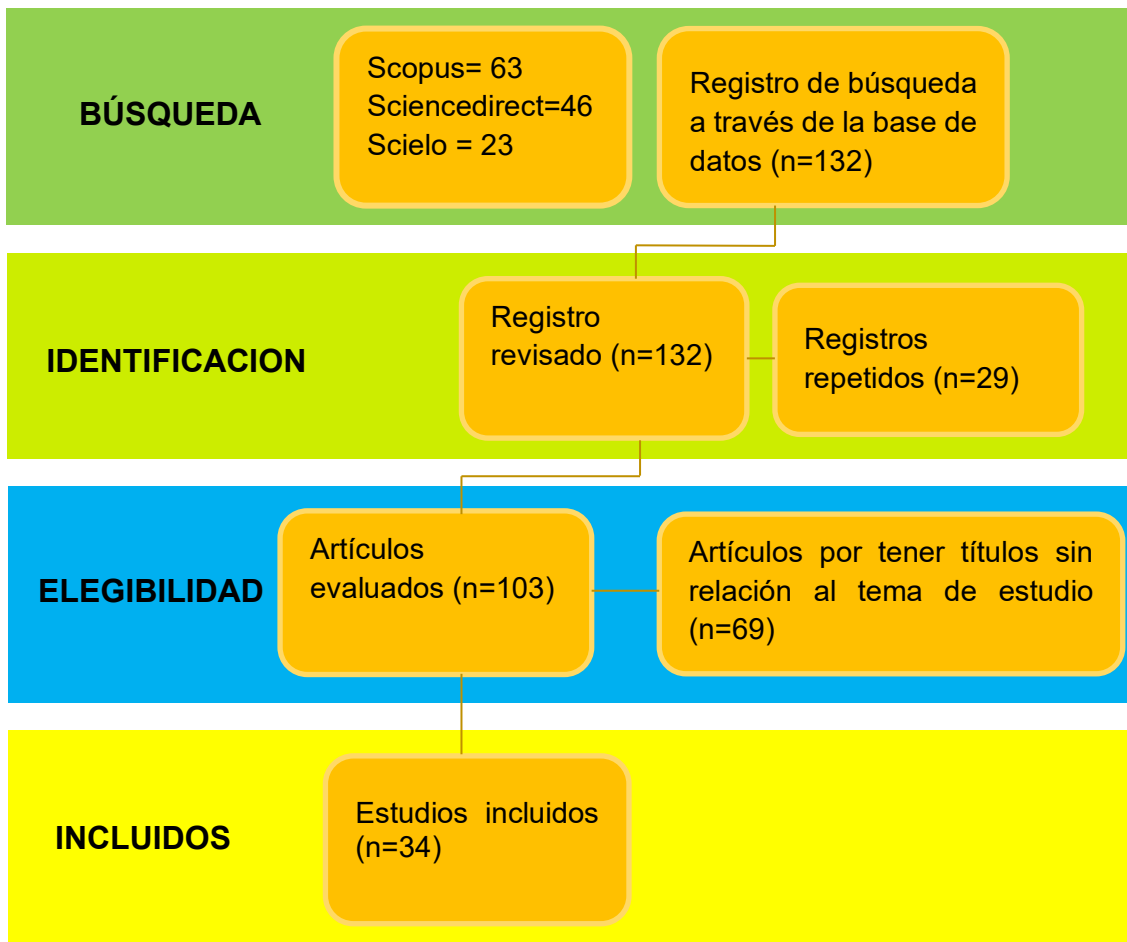 BÚSQUEDA
Scopus= 63
Sciencedirect=46
Scielo = 23
Registro de búsqueda
a través de la base de
datos (n=132)
IDENTIFICACION
Registro
revisado (n=132)
Registros
repetidos (n=29)
ELEGIBILIDAD
Artículos
evaluados (n=103)
Artículos por tener títulos sin
relación al tema de estudio
(n=69)
INCLUIDOS
Estudios incluidos
(n=34)